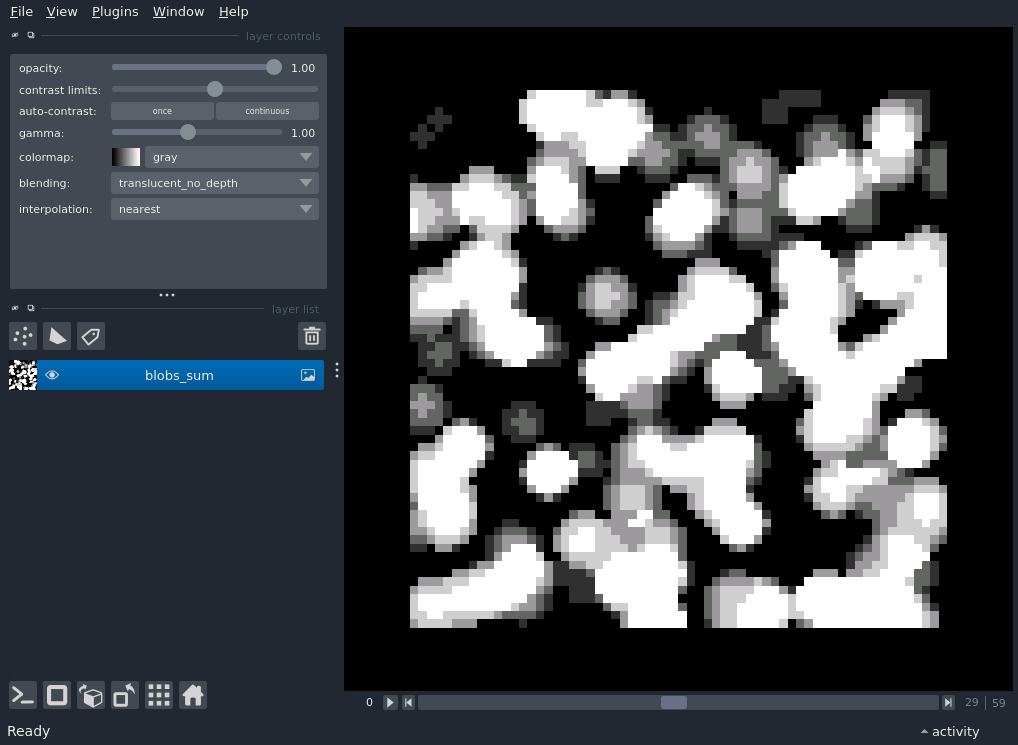 File View Plugins Window Help
layer controls
opacity: 1.00
contrast limits:
auto-contrast: once continuous
gamma: 1.00
colormap: gray
blending: translucent_no_depth
interpolation: nearest
layer list
blobs_sum
0 29 59
Ready activity